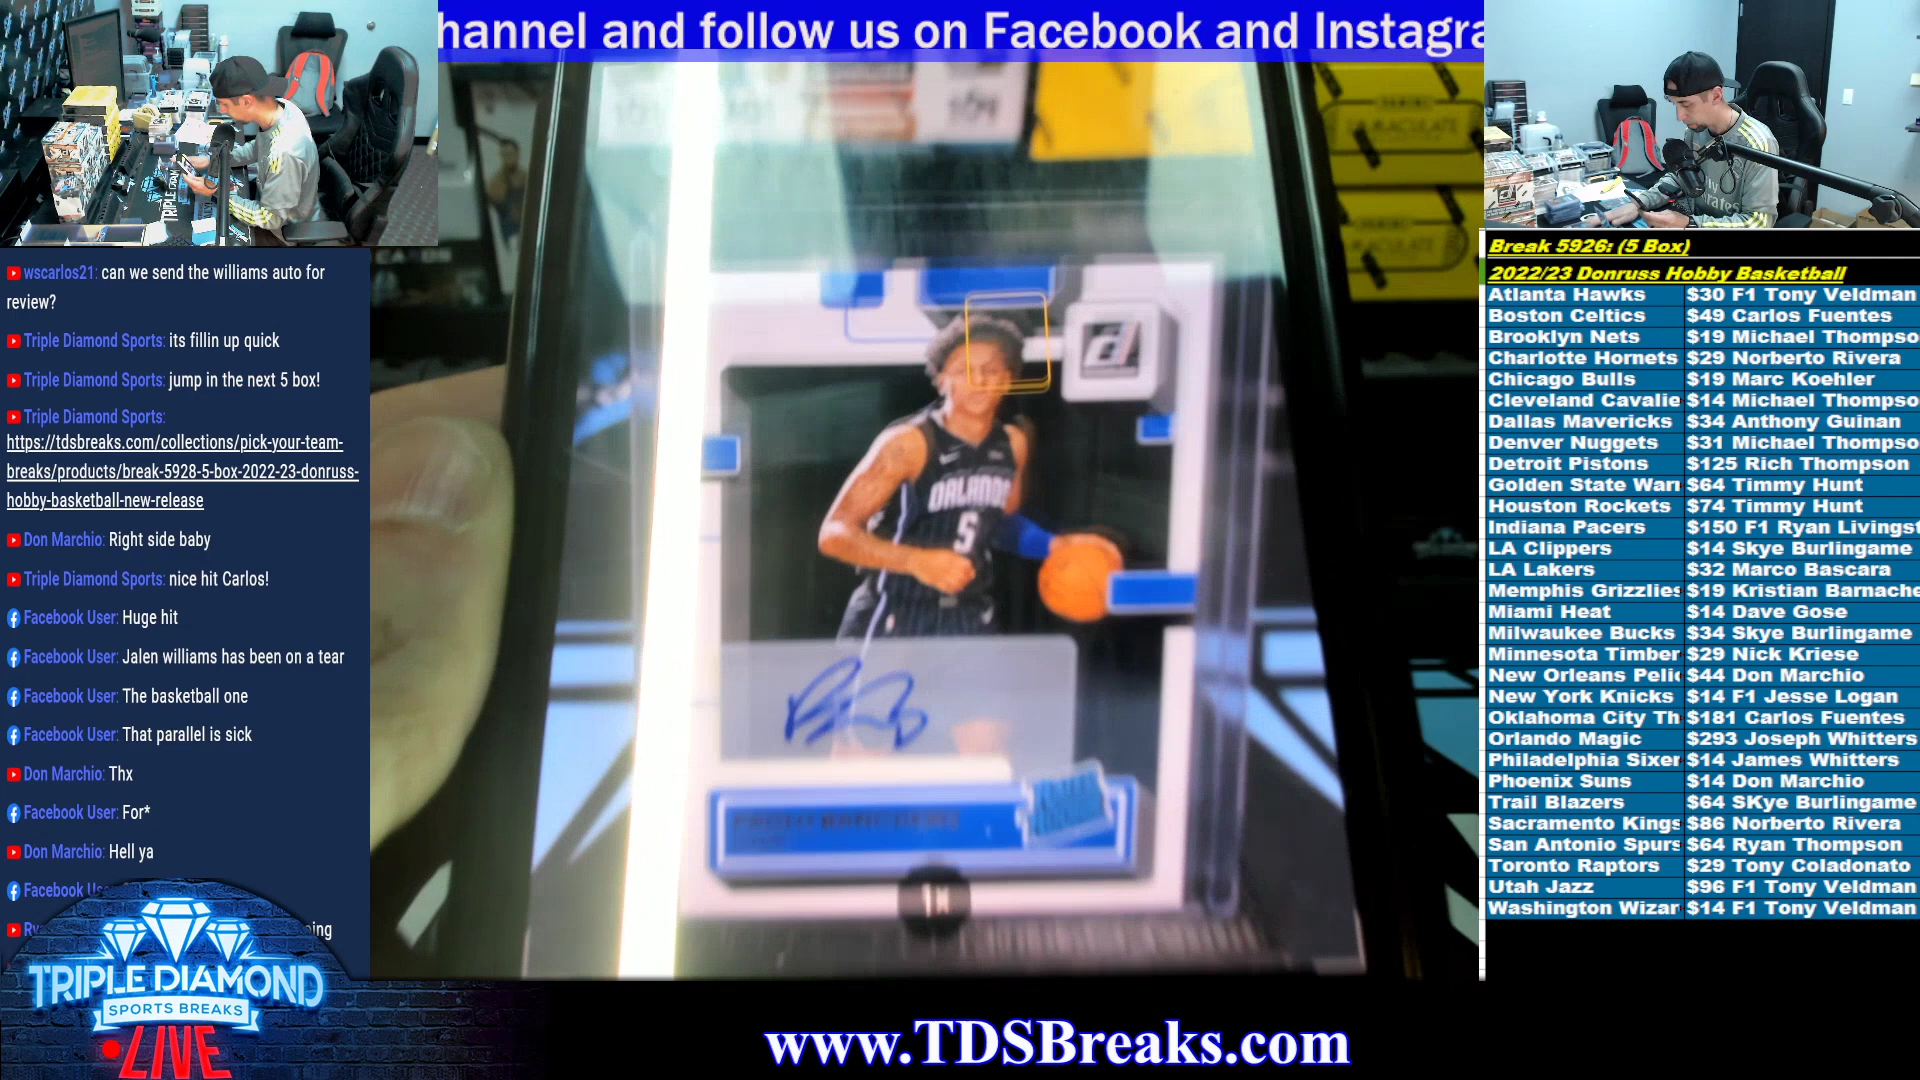 hannel and follow us on Facebook and Instagra
wscarlos21: can we send the williams auto for
review?
Triple Diamond Sports: its fillin up quick
Triple Diamond Sports: jump in the next 5 box!
Triple Diamond Sports:
https://tdsbreaks.com/collections/pick-your-team-
breaks/products/break-5928-5-box-2022-23-donruss-
hobby-basketball-new-release
Don Marchio: Right side baby
Triple Diamond Sports: nice hit Carlos!
Facebook User: Huge hit
Facebook User: Jalen williams has been on a tear
Facebook User: The basketball one
Facebook User: That parallel is sick
Don Marchio: Thx
Facebook User: For*
Don Marchio: Hell ya
Facebook Us
Ry
ing
TRIPLE DIAMOND
SPORTS BREAKS
LIVE
IMMACULATE
d
ORLANDO
5
PAOLO BANCHERO
1x
www.TDSBreaks.com
Break 5926: (5 Box)
2022/23 Donruss Hobby Basketball
Atlanta Hawks $30 F1 Tony Veldman
Boston Celtics $49 Carlos Fuentes
Brooklyn Nets $19 Michael Thompso
Charlotte Hornets $29 Norberto Rivera
Chicago Bulls $19 Marc Koehler
Cleveland Cavalie $14 Michael Thompso
Dallas Mavericks $34 Anthony Guinan
Denver Nuggets $31 Michael Thompso
Detroit Pistons $125 Rich Thompson
Golden State Warr $64 Timmy Hunt
Houston Rockets $74 Timmy Hunt
Indiana Pacers $150 F1 Ryan Livingst
LA Clippers $14 Skye Burlingame
LA Lakers $32 Marco Bascara
Memphis Grizzlies $19 Kristian Barnache
Miami Heat $14 Dave Gose
Milwaukee Bucks $34 Skye Burlingame
Minnesota Timber $29 Nick Kriese
New Orleans Pelic $44 Don Marchio
New York Knicks $14 F1 Jesse Logan
Oklahoma City Th $181 Carlos Fuentes
Orlando Magic $293 Joseph Whitters
Philadelphia Sixer $14 James Whitters
Phoenix Suns $14 Don Marchio
Trail Blazers $64 SKye Burlingame
Sacramento Kings $86 Norberto Rivera
San Antonio Spurs $64 Ryan Thompson
Toronto Raptors $29 Tony Coladonato
Utah Jazz $96 F1 Tony Veldman
Washington Wizar $14 F1 Tony Veldman